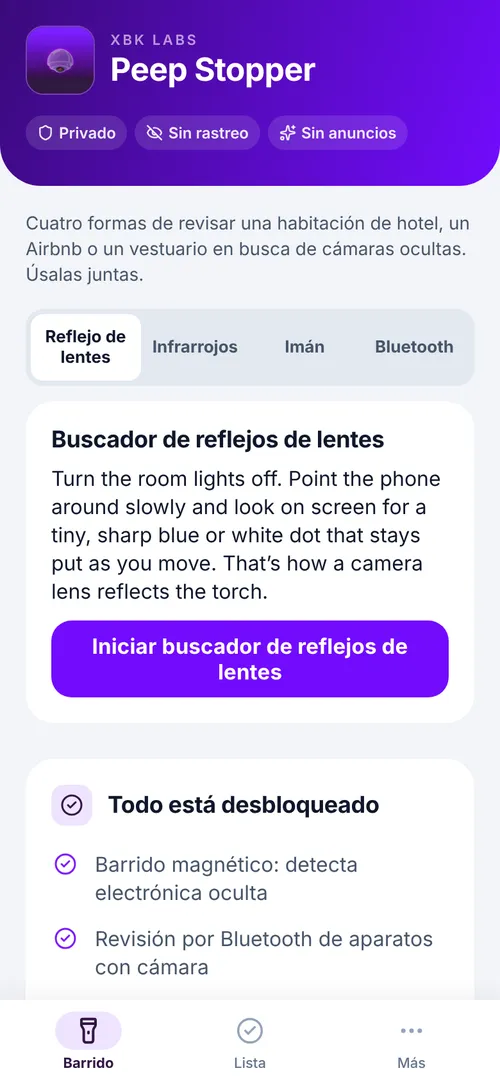 XBK LABS
Peep Stopper
Privado
Sin rastreo
Sin anuncios
Cuatro formas de revisar una habitación de hotel, un
Airbnb o un vestuario en busca de cámaras ocultas.
Úsalas juntas.
Reflejo de
lentes
Infrarrojos
Imán
Bluetooth
Buscador de reflejos de lentes
Turn the room lights off. Point the phone
around slowly and look on screen for a
tiny, sharp blue or white dot that stays
put as you move. That’s how a camera
lens reflects the torch.
Iniciar buscador de reflejos de
lentes
Todo está desbloqueado
Barrido magnético: detecta
electrónica oculta
Revisión por Bluetooth de aparatos
con cámara
Barrido
Lista
Más